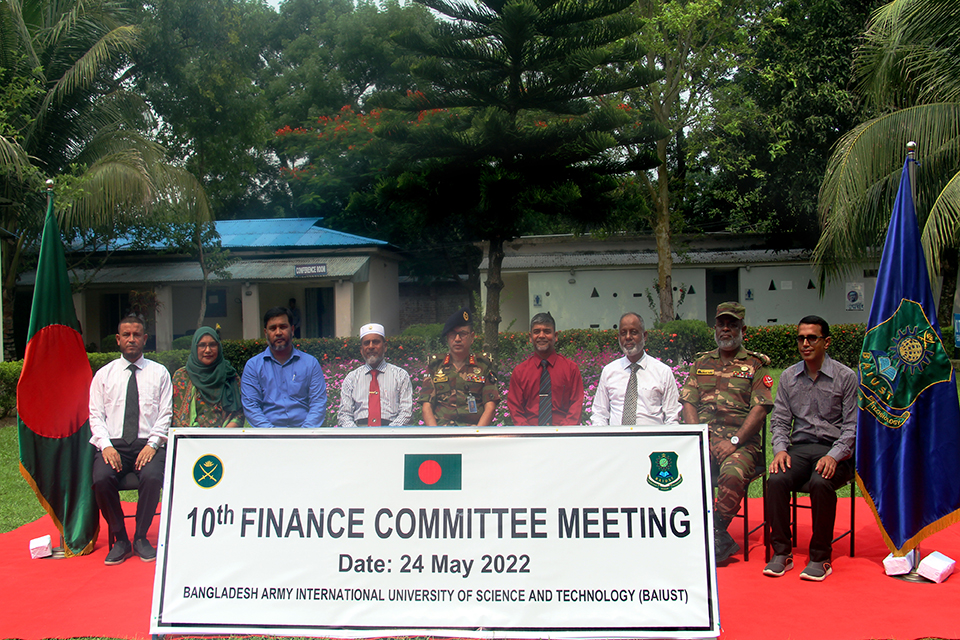 CONFERENCE ROOM
BAIUST
10th FINANCE COMMITTEE MEETING
Date: 24 May 2022
BANGLADESH ARMY INTERNATIONAL UNIVERSITY OF SCIENCE AND TECHNOLOGY (BAIUST)